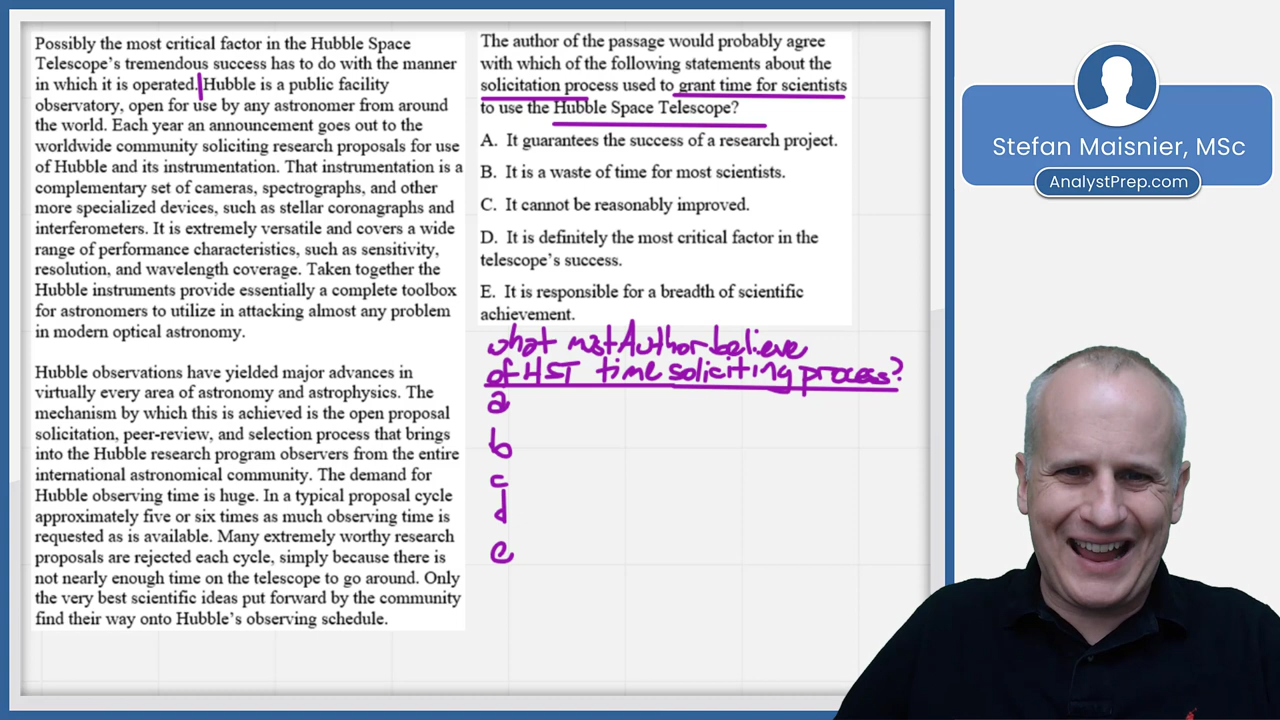 Possibly the most critical factor in the Hubble Space
Telescope's tremendous success has to do with the manner
in which it is operated. Hubble is a public facility
observatory, open for use by any astronomer from around
the world. Each year an announcement goes out to the
worldwide community soliciting research proposals for use
of Hubble and its instrumentation. That instrumentation is a
complementary set of cameras, spectrographs, and other
more specialized devices, such as stellar coronagraphs and
interferometers. It is extremely versatile and covers a wide
range of performance characteristics, such as sensitivity,
resolution, and wavelength coverage. Taken together the
Hubble instruments provide essentially a complete toolbox
for astronomers to utilize in attacking almost any problem
in modern optical astronomy.
Hubble observations have yielded major advances in
virtually every area of astronomy and astrophysics. The
mechanism by which this is achieved is the open proposal
solicitation, peer-review, and selection process that brings
into the Hubble research program observers from the entire
international astronomical community. The demand for
Hubble observing time is huge. In a typical proposal cycle
approximately five or six times as much observing time is
requested as is available. Many extremely worthy research
proposals are rejected each cycle, simply because there is
not nearly enough time on the telescope to go around. Only
the very best scientific ideas put forward by the community
find their way onto Hubble's observing schedule.
The author of the passage would probably agree
with which of the following statements about the
solicitation process used to grant time for scientists
to use the Hubble Space Telescope?
A. It guarantees the success of a research project.
B. It is a waste of time for most scientists.
C. It cannot be reasonably improved.
D. It is definitely the most critical factor in the
telescope's success.
E. It is responsible for a breadth of scientific
achievement.
what mst Author believe
of HST time soliciting process?
a
b
c
d
e
Stefan Maisnier, MSc
AnalystPrep.com